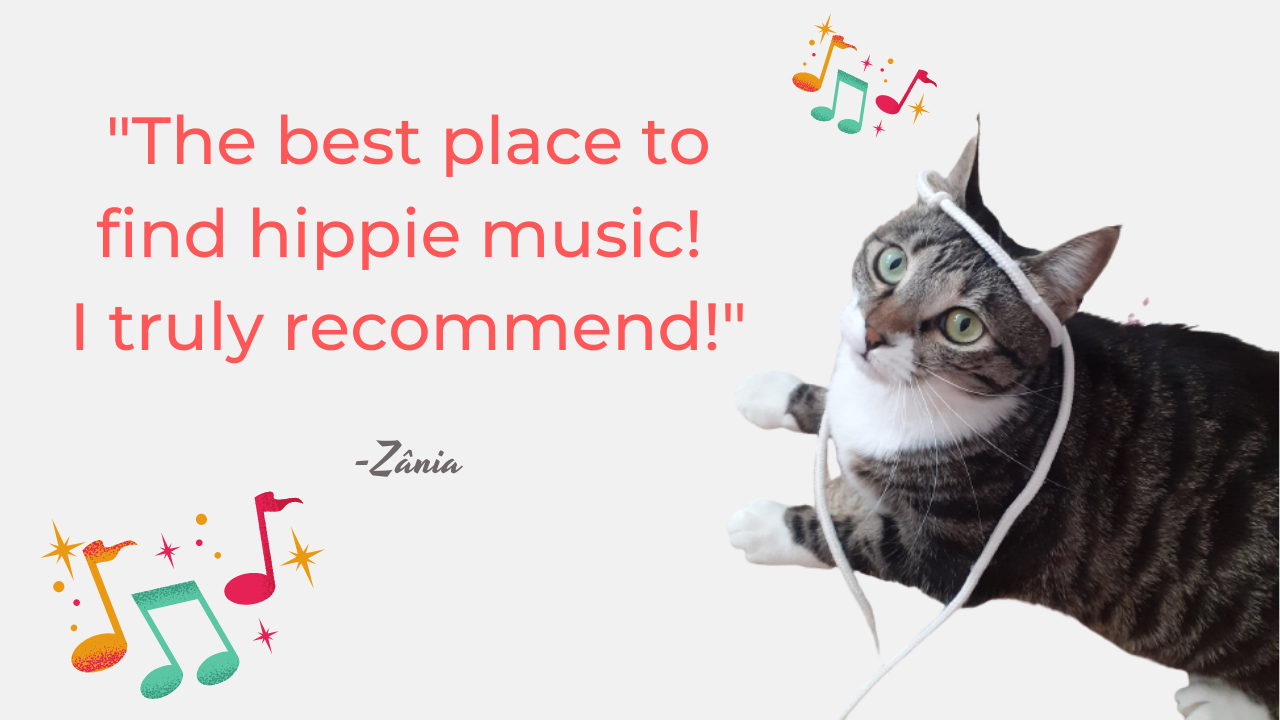 "The best place to
find hippie music!
I truly recommend!"
-Zânia